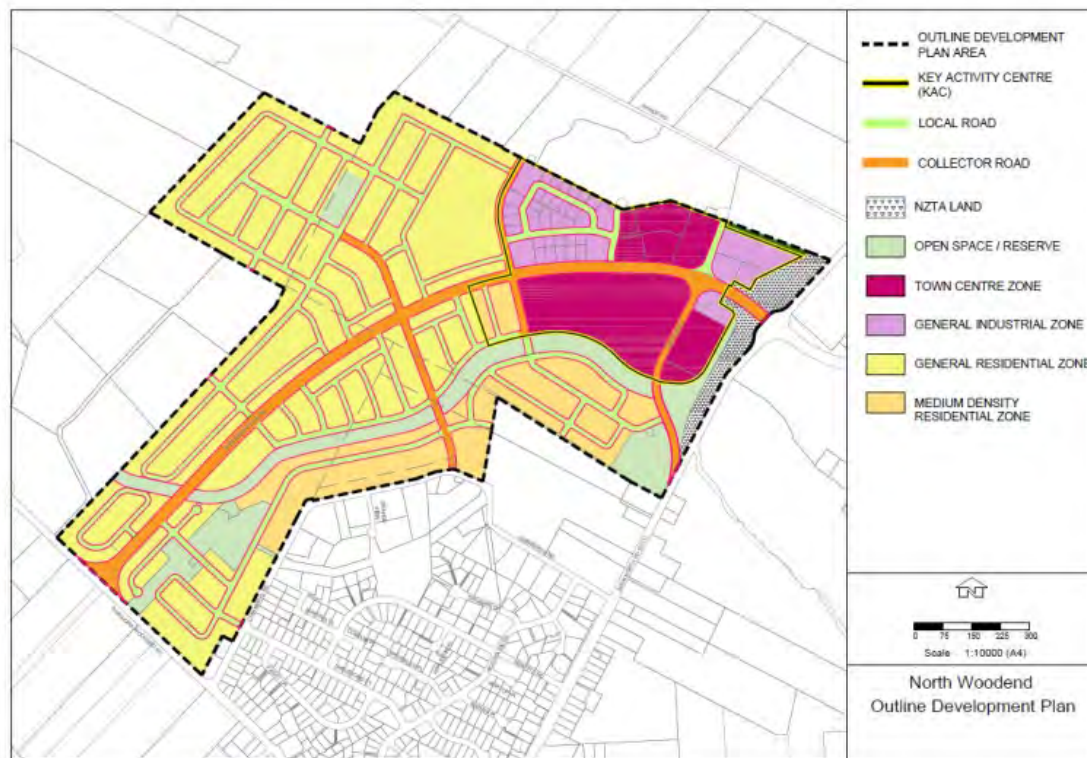 OUTLINE DEVELOPMENT
PLAN AREA
KEY ACTIVITY CENTRE
(KAC)
LOCAL ROAD
COLLECTOR ROAD
NZTA LAND
OPEN SPACE / RESERVE
TOWN CENTRE ZONE
GENERAL INDUSTRIAL ZONE
GENERAL RESIDENTIAL ZONE
MEDIUM DENSITY
RESIDENTIAL ZONE
N
0 75 150 225 300
Scale 1:10000 (A4)
North Woodend
Outline Development Plan